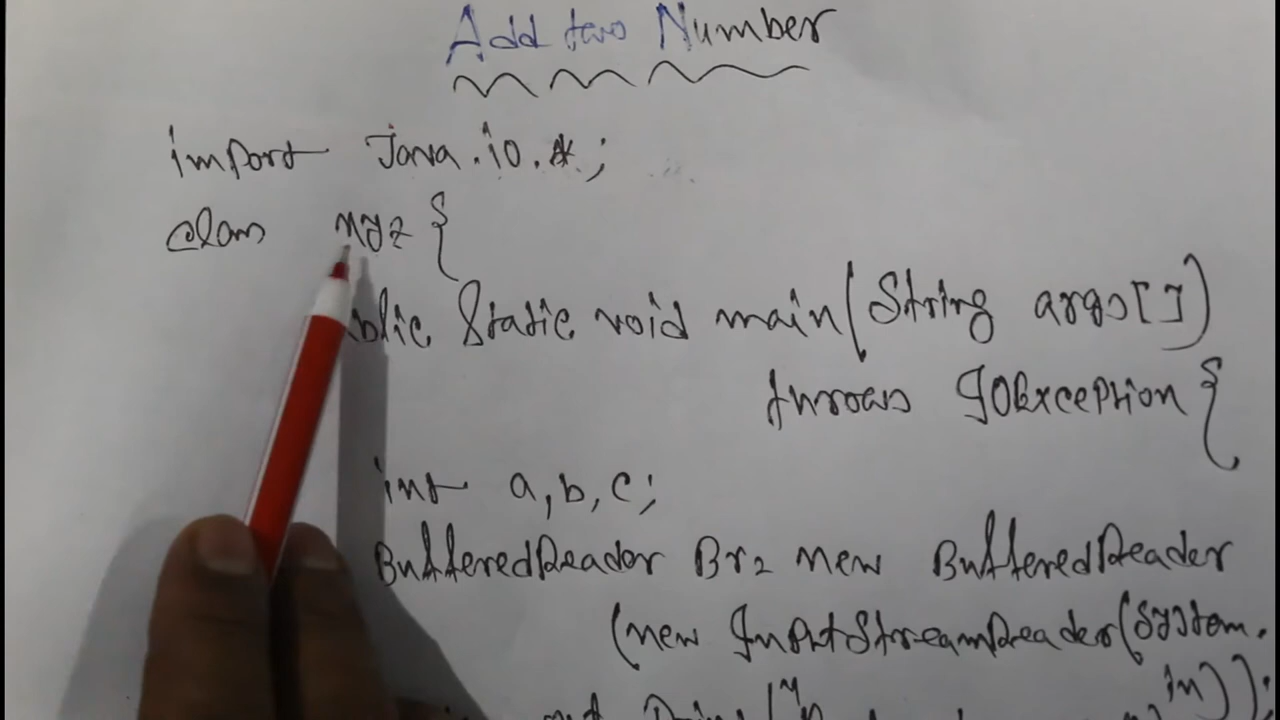 Add two Number
import Java.io.*;
class xyz {
public Static void main(String args[])
throws IOException {
int a,b,c;
BufferedReader Br= new BufferedReader
(new InputStreamReader(System.
in));